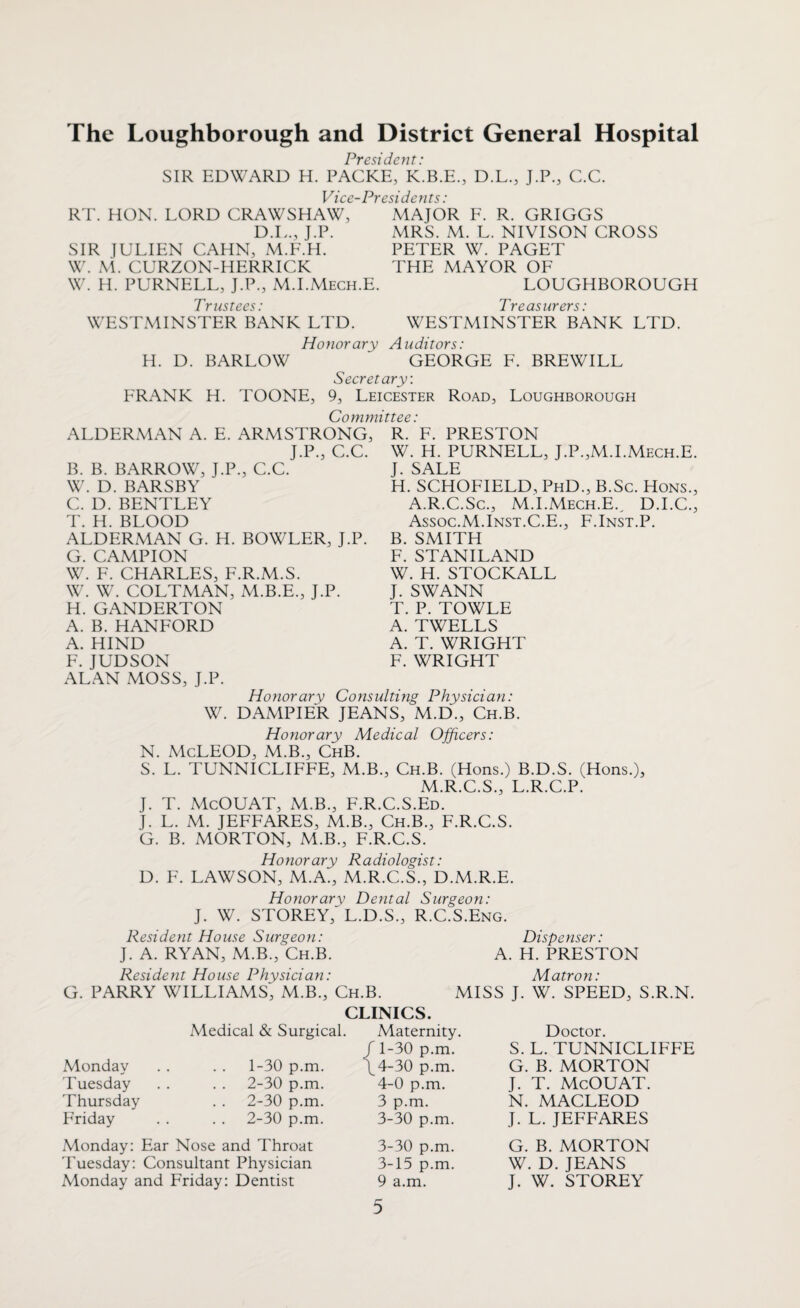 The Loughborough and District General Hospital
President:
SIR EDWARD H. PACKE, K.B.E., D.L., J.P., C.C.
Vice-Presidents:
RT. HON. LORD CRAWSHAW,
D.L., J.P.
SIR JULIEN CAHN, M.F.H.
W. M. CURZON-HERRICK
W. H. PURNELL, J.P., M.I.MECH.E.
MAJOR F. R. GRIGGS
MRS. M. L. NIVISON CROSS
PETER W. PAGET
THE MAYOR OF
LOUGHBOROUGH
Trustees:
WESTMINSTER BANK LTD.
Treasurers:
WESTMINSTER BANK LTD.
Honorary Auditors:
H. D. BARLOW GEORGE F. BREWILL
Secretary:
FRANK H. TOONE, 9, LEICESTER ROAD, LOUGHBOROUGH
Committee:
ALDERMAN A. E. ARMSTRONG,
J.P., C.C.
B. B. BARROW, J.P., C.C.
W. D. BARSBY
C. D. BENTLEY
T. H. BLOOD
ALDERMAN G. H. BOWLER, J.P.
G. CAMPION
W. F. CHARLES, F.R.M.S.
W. W. COLTMAN, M.B.E., J.P.
H. GANDERTON
A. B. HANFORD
A. HIND
F. JUDSON
ALAN MOSS, J.P.
R. F. PRESTON
W. H. PURNELL, J.P.,M.I.MECH.E.
J. SALE
H. SCHOFIELD, PHD., B.SC. HONS.,
A.R.C.SC., M.I.MECH.E., D.I.C.,
ASSOC.M.INST.C.E., F.INST.P.
B. SMITH
F. STANILAND
W. H. STOCKALL
J. SWANN
T. P. TOWLE
A. TWELLS
A. T. WRIGHT
F. WRIGHT
Honorary Consulting Physician:
W. DAMPIER JEANS, M.D., CH.B.
Honorary Medical Officers:
N. McLEOD, M.B., CHB.
S. L. TUNNICLIFFE, M.B., CH.B. (Hons.) B.D.S. (Hons.),
M.R.C.S., L.R.C.P.
J. T. McOUAT, M.B., F.R.C.S.ED.
J. L. M. JEFFARES, M.B., CH.B., F.R.C.S.
G. B. MORTON, M.B., F.R.C.S.
Honorary Radiologist:
D. F. LAWSON, M.A., M.R.C.S., D.M.R.E.
Honorary Dental Surgeon:
J. W. STOREY, L.D.S., R.C.S.ENG.
Resident House Surgeon: Dispenser:
J. A. RYAN, M.B., CH.B. A. H. PRESTON
Resident House Physician: Matron:
G. PARRY WILLIAMS, M.B., CH.B. MISS J. W. SPEED, S.R.N.
CLINICS.
Medical & Surgical. Maternity. Doctor.
{ 1-30 p.m. S. L. TUNNICLIFFE
Monday . . . . 1-30 p.m. 4-30 p.m. G. B. MORTON
Tuesday . . . . 2-30 p.m. 4-0 p.m. J. T. McOUAT.
Thursday . . 2-30 p.m. 3 p.m. N. MACLEOD
Friday . . . . 2-30 p.m. 3-30 p.m. J. L. JEFFARES
Monday: Ear Nose and Throat 3-30 p.m. G. B. MORTON
Tuesday: Consultant Physician 3-15 p.m. W. D. JEANS
Monday and Friday: Dentist 9 a.m. J. W. STOREY
5